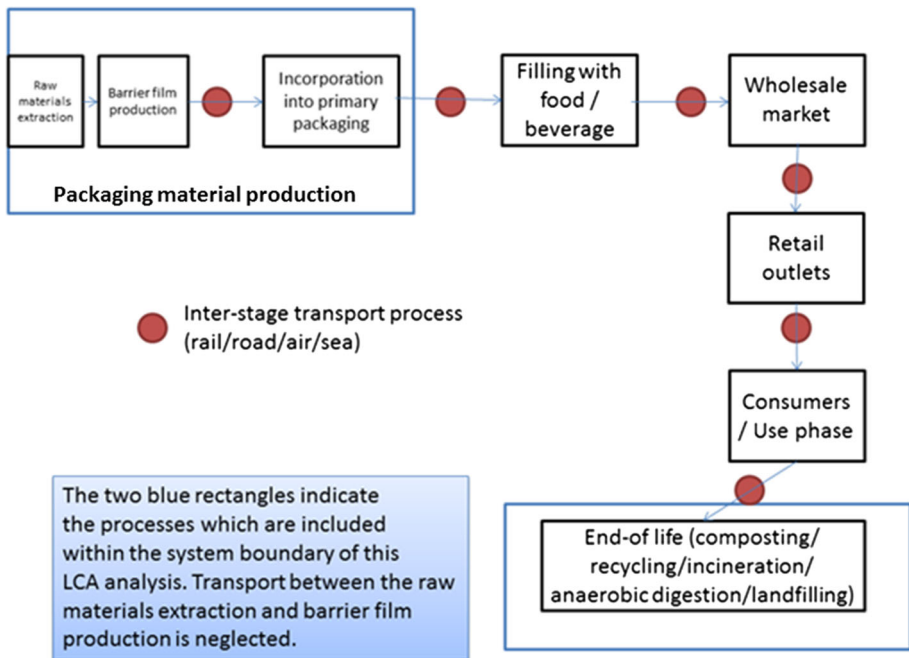 Raw
materials
extraction
Barrier film
production
Incorporation
into primary
packaging
Packaging material production
Filling with
food /
beverage
Wholesale
market
Retail
outlets
Inter-stage transport process
(rail/road/air/sea)
Consumers
/ Use phase
The two blue rectangles indicate
the processes which are included
within the system boundary of this
LCA analysis. Transport between the raw
materials extraction and barrier film
production is neglected.
End-of life (composting/
recycling/incineration/
anaerobic digestion/landfilling)